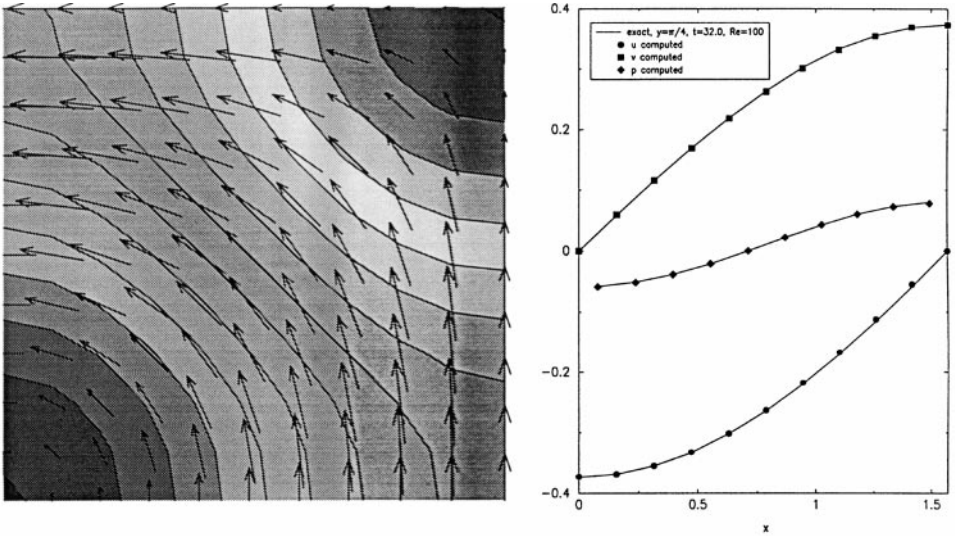 0.4
exact, y=π/4, t=32.0, Re=100
u computed
v computed
p computed
0.2
0
−0.2
−0.4
0
0.5
1
1.5
x